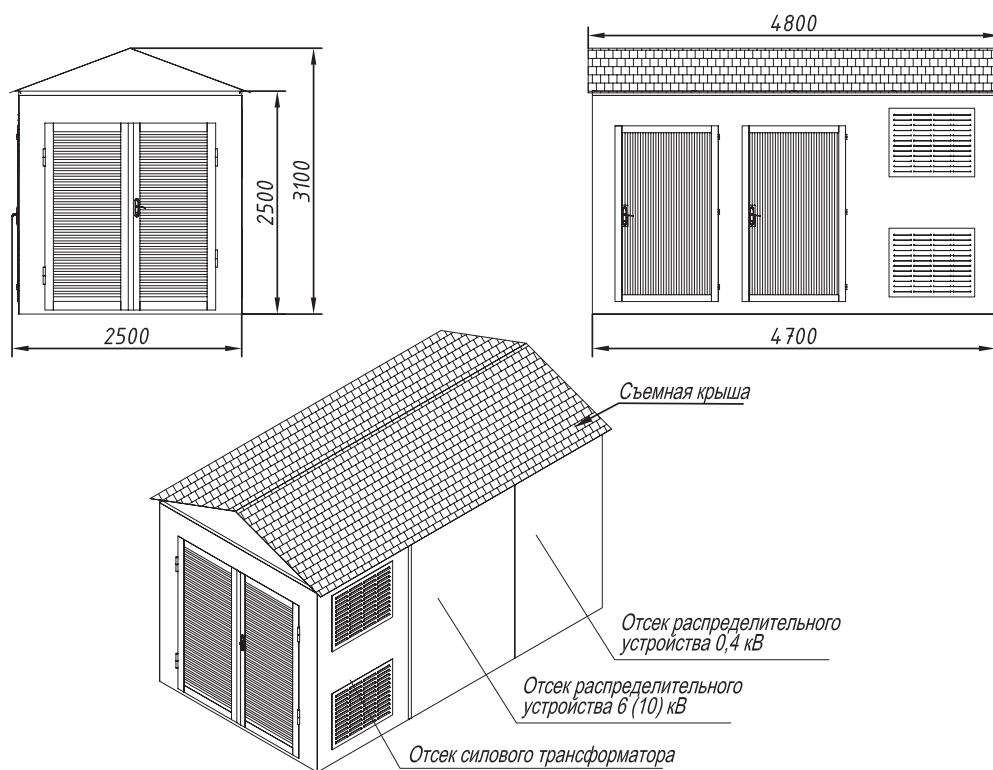 4800
2500
3100
2500
4700
Съемная крыша
Отсек распределительного
устройства 0,4 кВ
Отсек распределительного
устройства 6 (10) кВ
Отсек силового трансформатора